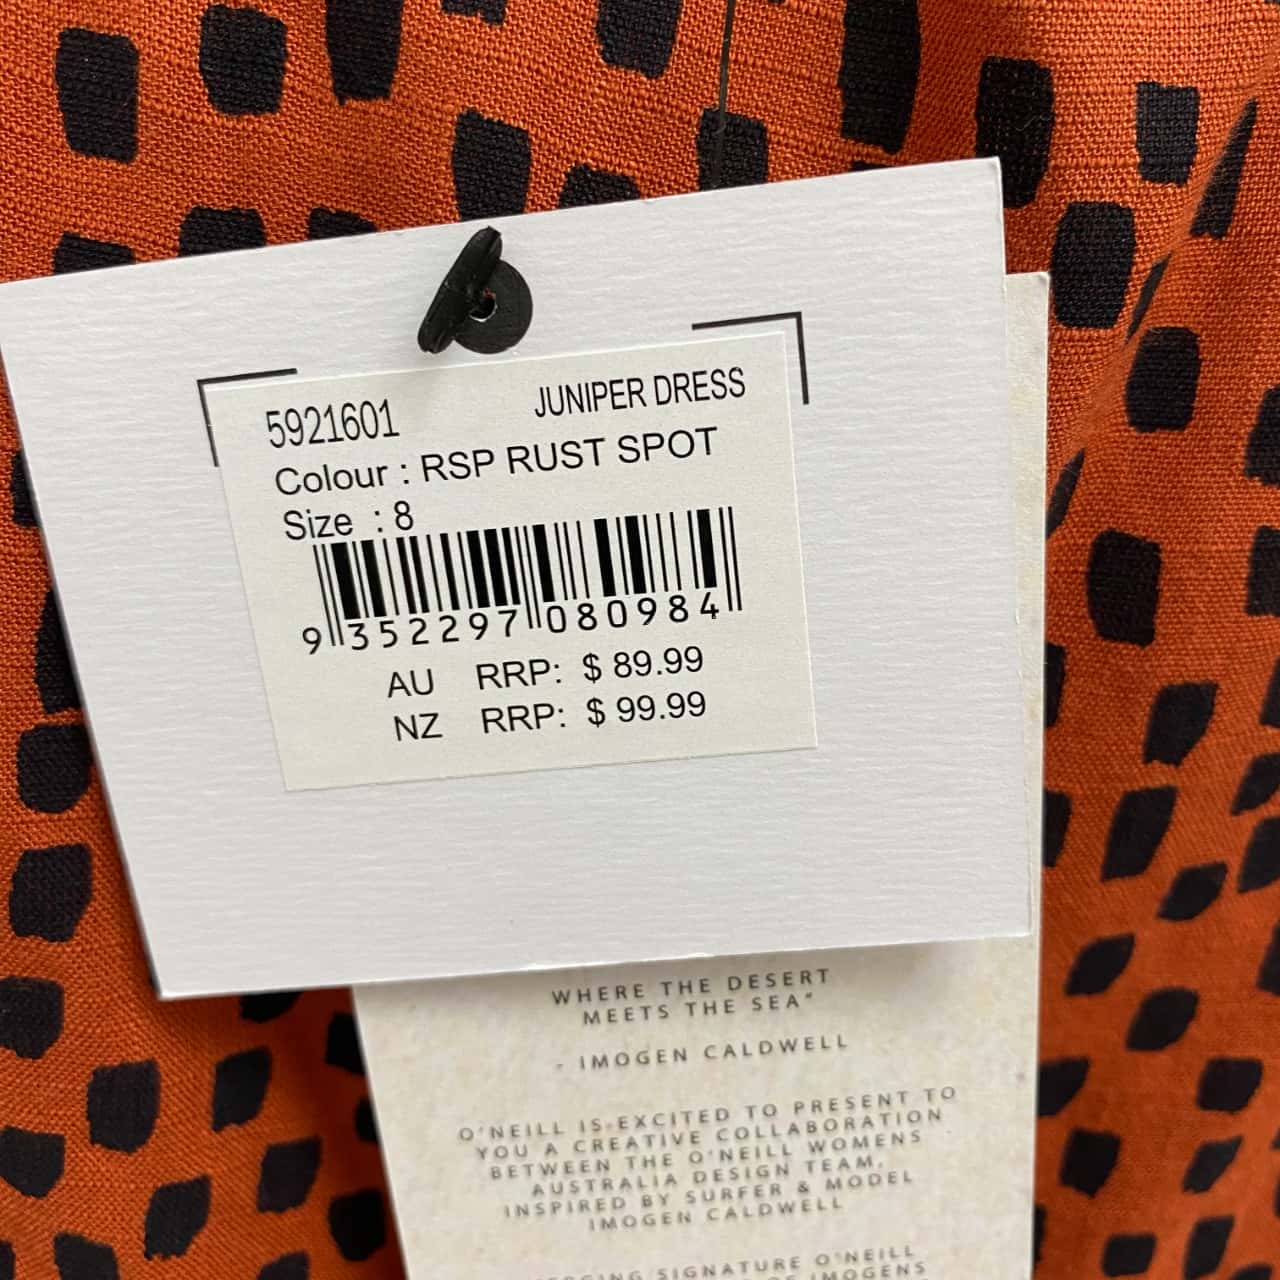 5921601 JUNIPER DRESS
Colour : RSP RUST SPOT
Size : 8
9 352297 080984
AU RRP: $ 89.99
NZ RRP: $ 99.99
WHERE THE DESERT
MEETS THE SEA"
- IMOGEN CALDWELL
O'NEILL IS EXCITED TO PRESENT TO
YOU A CREATIVE COLLABORATION
BETWEEN THE O'NEILL WOMENS
AUSTRALIA DESIGN TEAM,
INSPIRED BY SURFER & MODEL
IMOGEN CALDWELL
SIGNATURE O'NEILL
IMOGENS